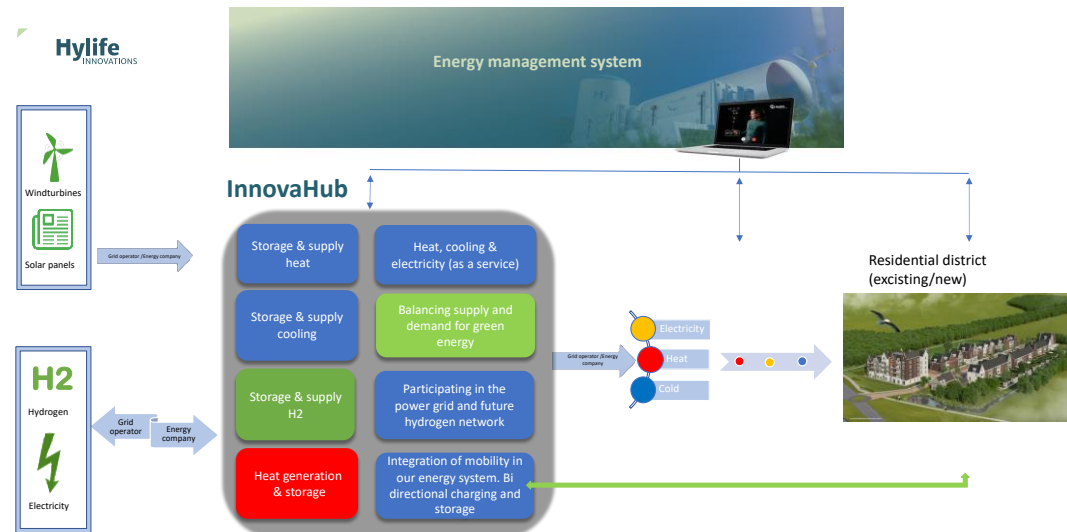 Hylife
INNOVATIONS
Energy management system
Windturbines
Solar panels
Grid operator /Energy company
InnovaHub
Storage & supply
heat
Heat, cooling &
electricity (as a service)
Storage & supply
cooling
Balancing supply and
demand for green
energy
Storage & supply
H2
Participating in the
power grid and future
hydrogen network
Heat generation
& storage
Integration of mobility in
our energy system. Bi
directional charging and
storage
H2
Hydrogen
Grid
operator
Energy
company
Electricity
Grid operator /Energy
company
Electricity
Heat
Cold
Residential district
(excisting/new)